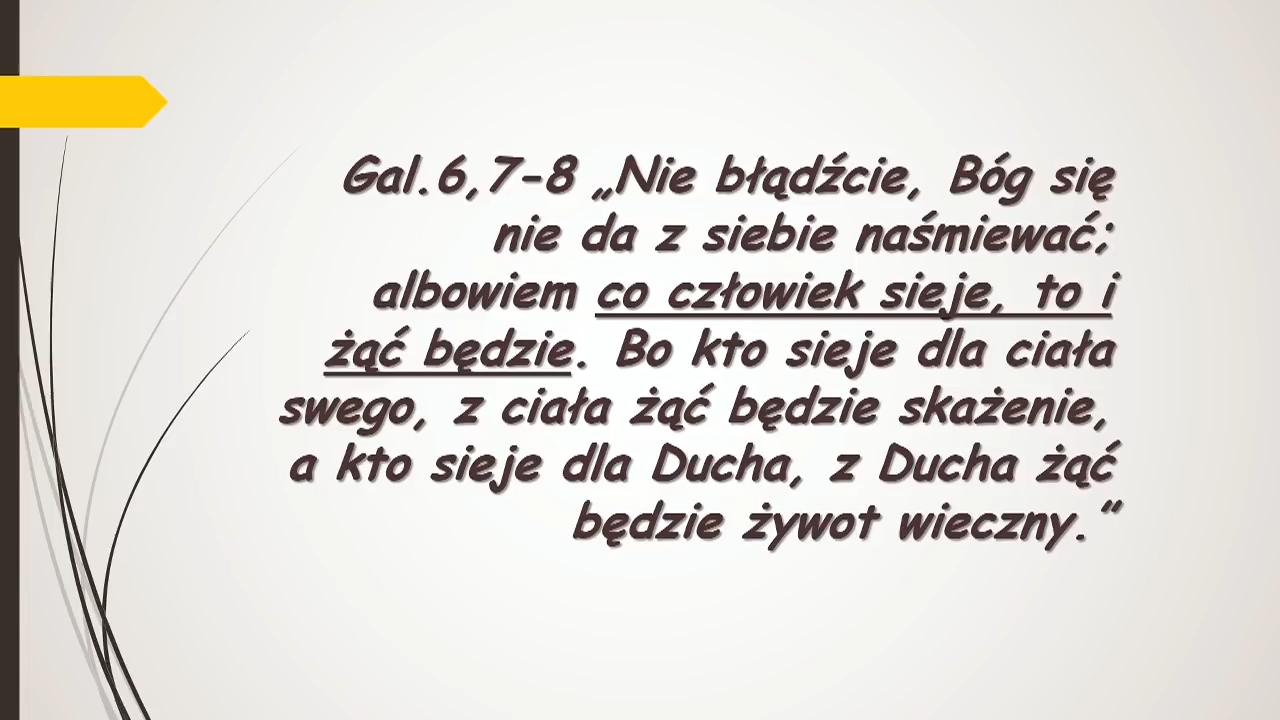 Gal.6,7-8 „Nie błądźcie, Bóg się
nie da z siebie naśmiewać;
albowiem co człowiek sieje, to i
żąć będzie. Bo kto sieje dla ciała
swego, z ciała żąć będzie skażenie,
a kto sieje dla Ducha, z Ducha żąć
będzie żywot wieczny.”